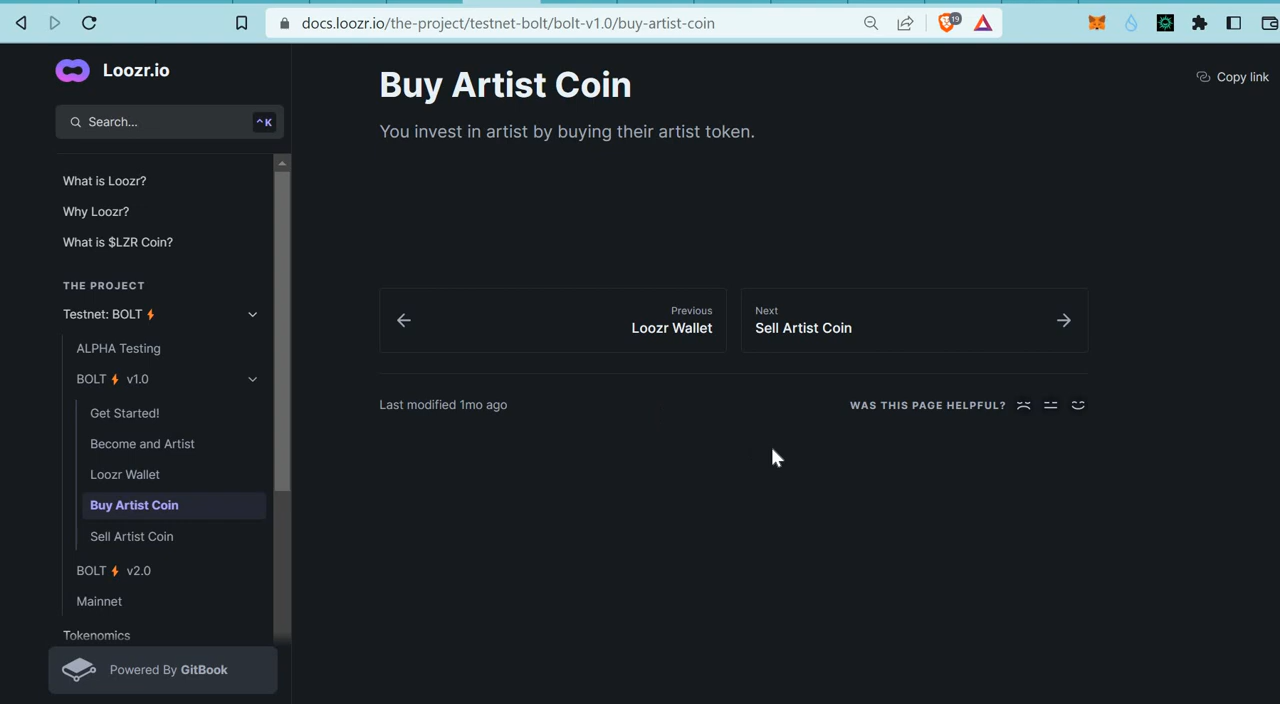 docs.loozr.io/the-project/testnet-bolt/bolt-v1.0/buy-artist-coin
19
Loozr.io
Search...
^K
What is Loozr?
Why Loozr?
What is $LZR Coin?
THE PROJECT
Testnet: BOLT⚡
ALPHA Testing
BOLT⚡ v1.0
Get Started!
Become and Artist
Loozr Wallet
Buy Artist Coin
Sell Artist Coin
BOLT⚡ v2.0
Mainnet
Tokenomics
Powered By GitBook
Buy Artist Coin
Copy link
You invest in artist by buying their artist token.
Previous
Loozr Wallet
Next
Sell Artist Coin
Last modified 1mo ago
WAS THIS PAGE HELPFUL?